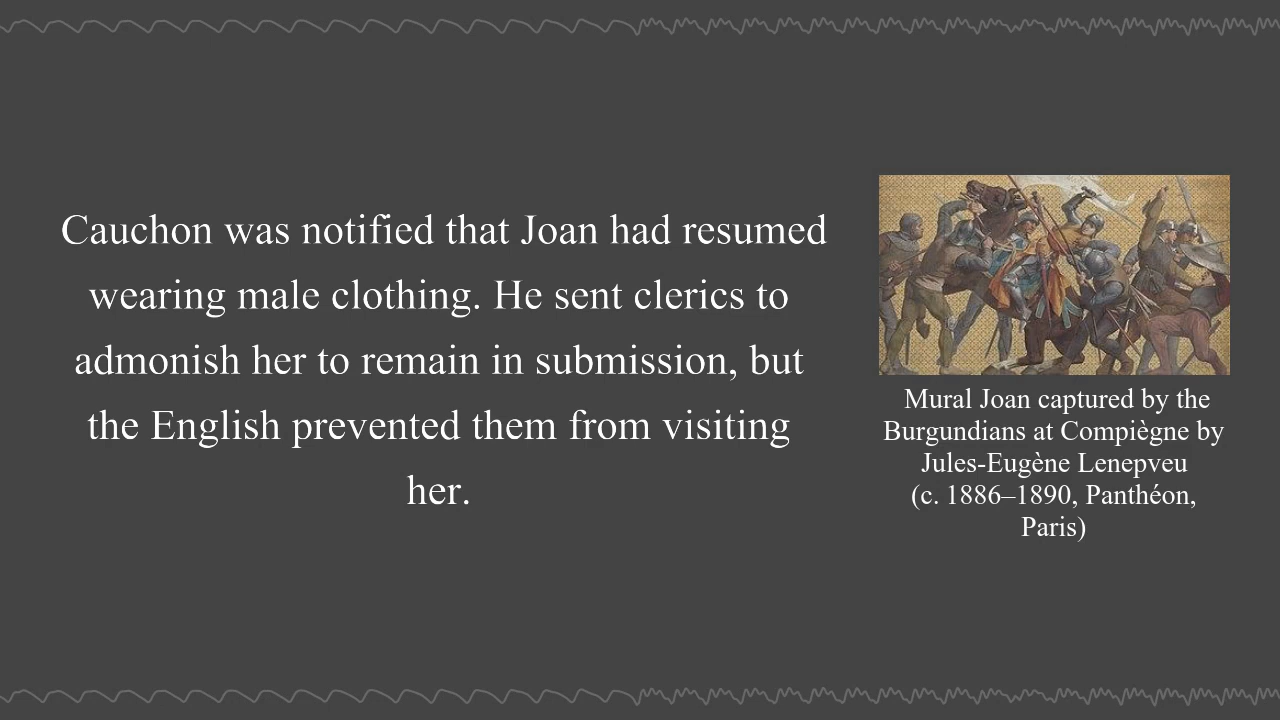 Cauchon was notified that Joan had resumed
wearing male clothing. He sent clerics to
admonish her to remain in submission, but
the English prevented them from visiting
her.
Mural Joan captured by the
Burgundians at Compiègne by
Jules-Eugène Lenepveu
(c. 1886–1890, Panthéon,
Paris)